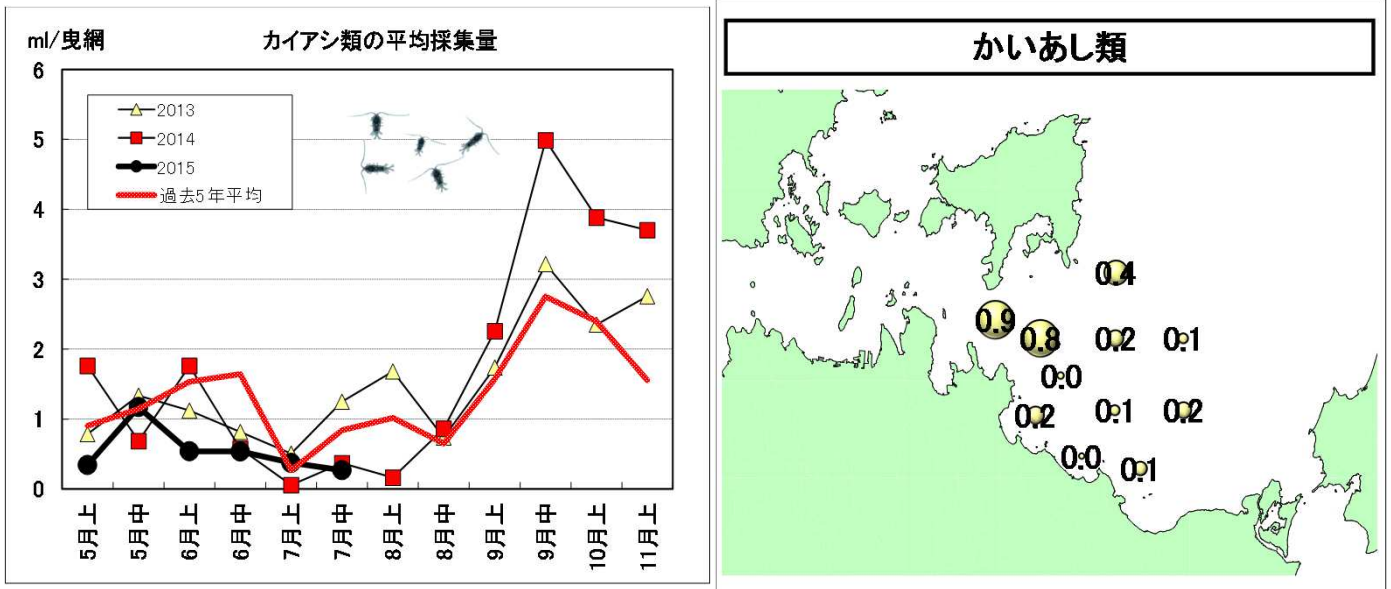 ml/曳網
カイアシ類の平均採集量
6
5
4
3
2
1
0
2013
2014
2015
過去5年平均
5月上
5月中
6月上
6月中
7月上
7月中
8月上
8月中
9月上
9月中
10月上
11月上
かいあし類
0.4
0.9
0.8
0.2
0.1
0.0
0.2
0.1
0.2
0.0
0.1